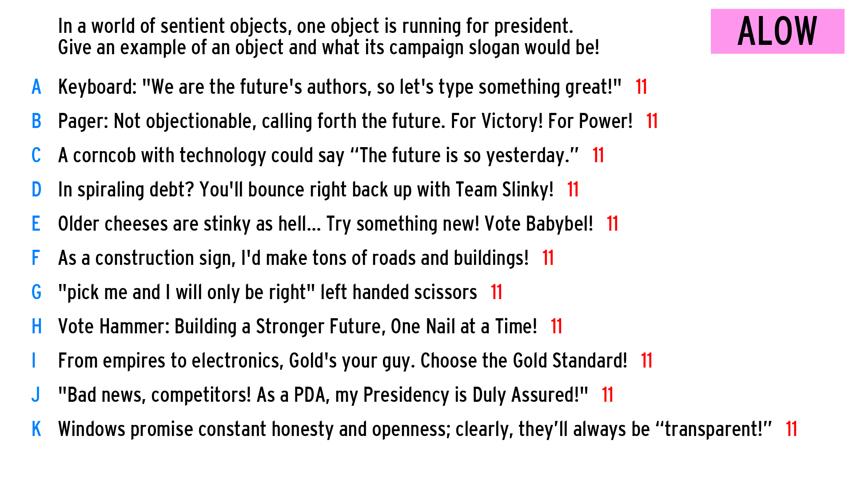 In a world of sentient objects, one object is running for president.
Give an example of an object and what its campaign slogan would be!
ALOW
A Keyboard: "We are the future's authors, so let's type something great!" 11
B Pager: Not objectionable, calling forth the future. For Victory! For Power! 11
C A corncob with technology could say “The future is so yesterday.” 11
D In spiraling debt? You'll bounce right back up with Team Slinky! 11
E Older cheeses are stinky as hell... Try something new! Vote Babybel! 11
F As a construction sign, I'd make tons of roads and buildings! 11
G "pick me and I will only be right" left handed scissors 11
H Vote Hammer: Building a Stronger Future, One Nail at a Time! 11
I From empires to electronics, Gold's your guy. Choose the Gold Standard! 11
J "Bad news, competitors! As a PDA, my Presidency is Duly Assured!" 11
K Windows promise constant honesty and openness; clearly, they’ll always be “transparent!” 11